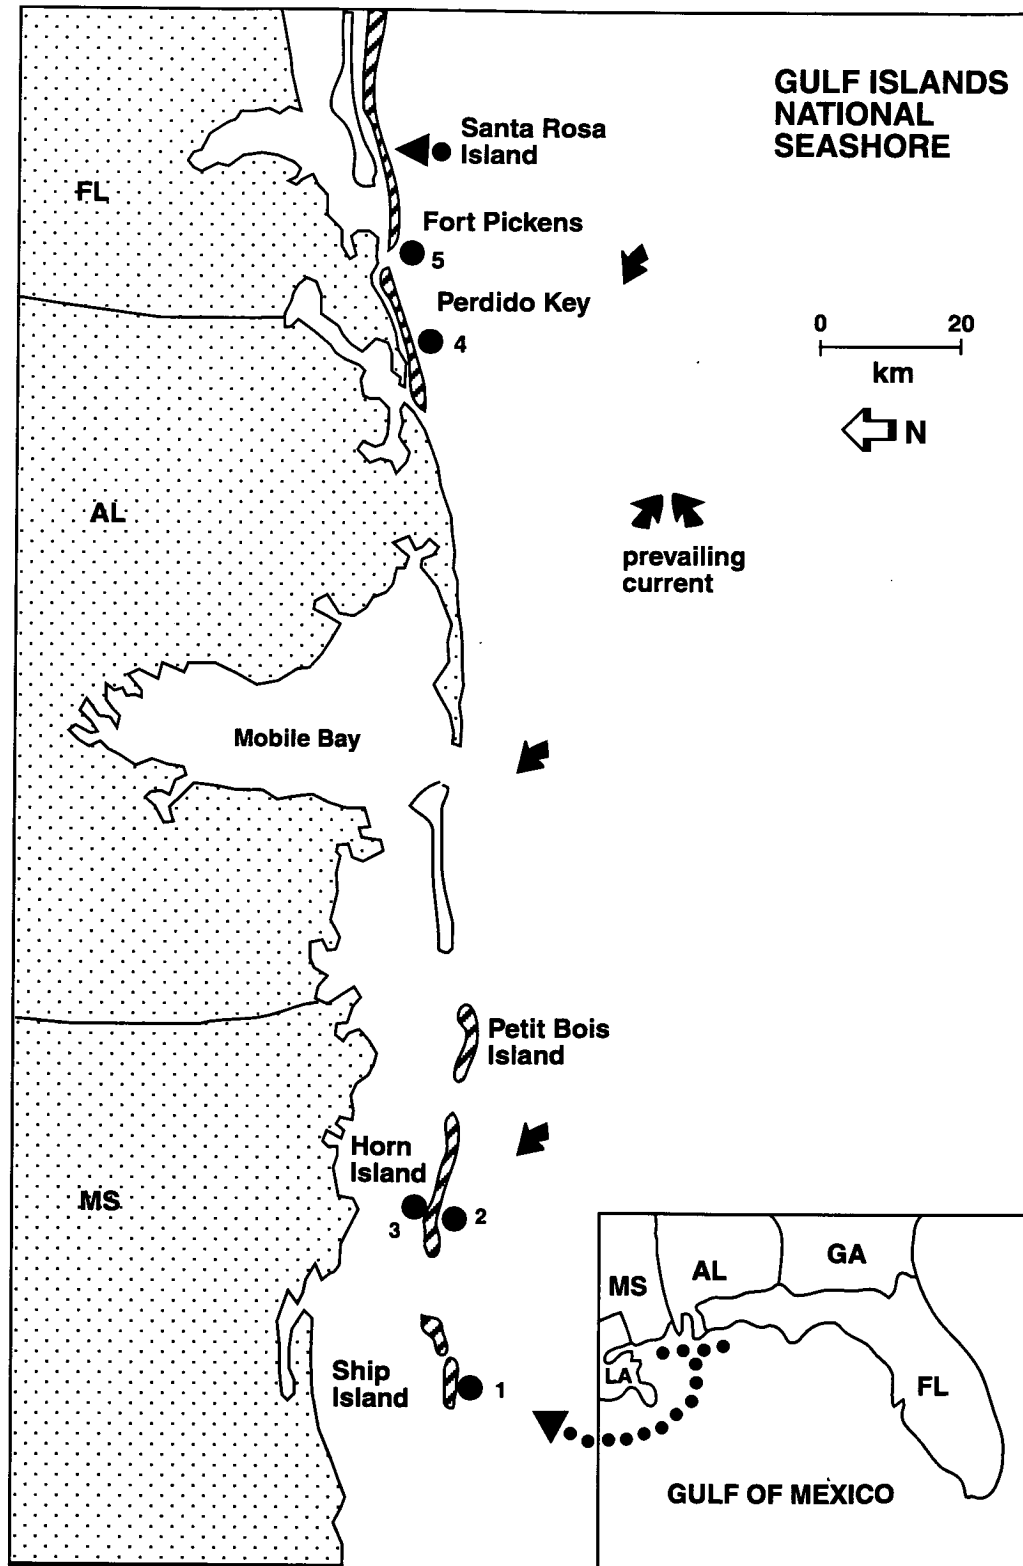 GULF ISLANDS
NATIONAL
SEASHORE
Santa Rosa
Island
FL
Fort Pickens
5
Perdido Key
4
0 20
km
N
AL
prevailing
current
Mobile Bay
Petit Bois
Island
Horn
Island
MS
3
2
Ship
Island
1
MS
AL
GA
LA
FL
GULF OF MEXICO